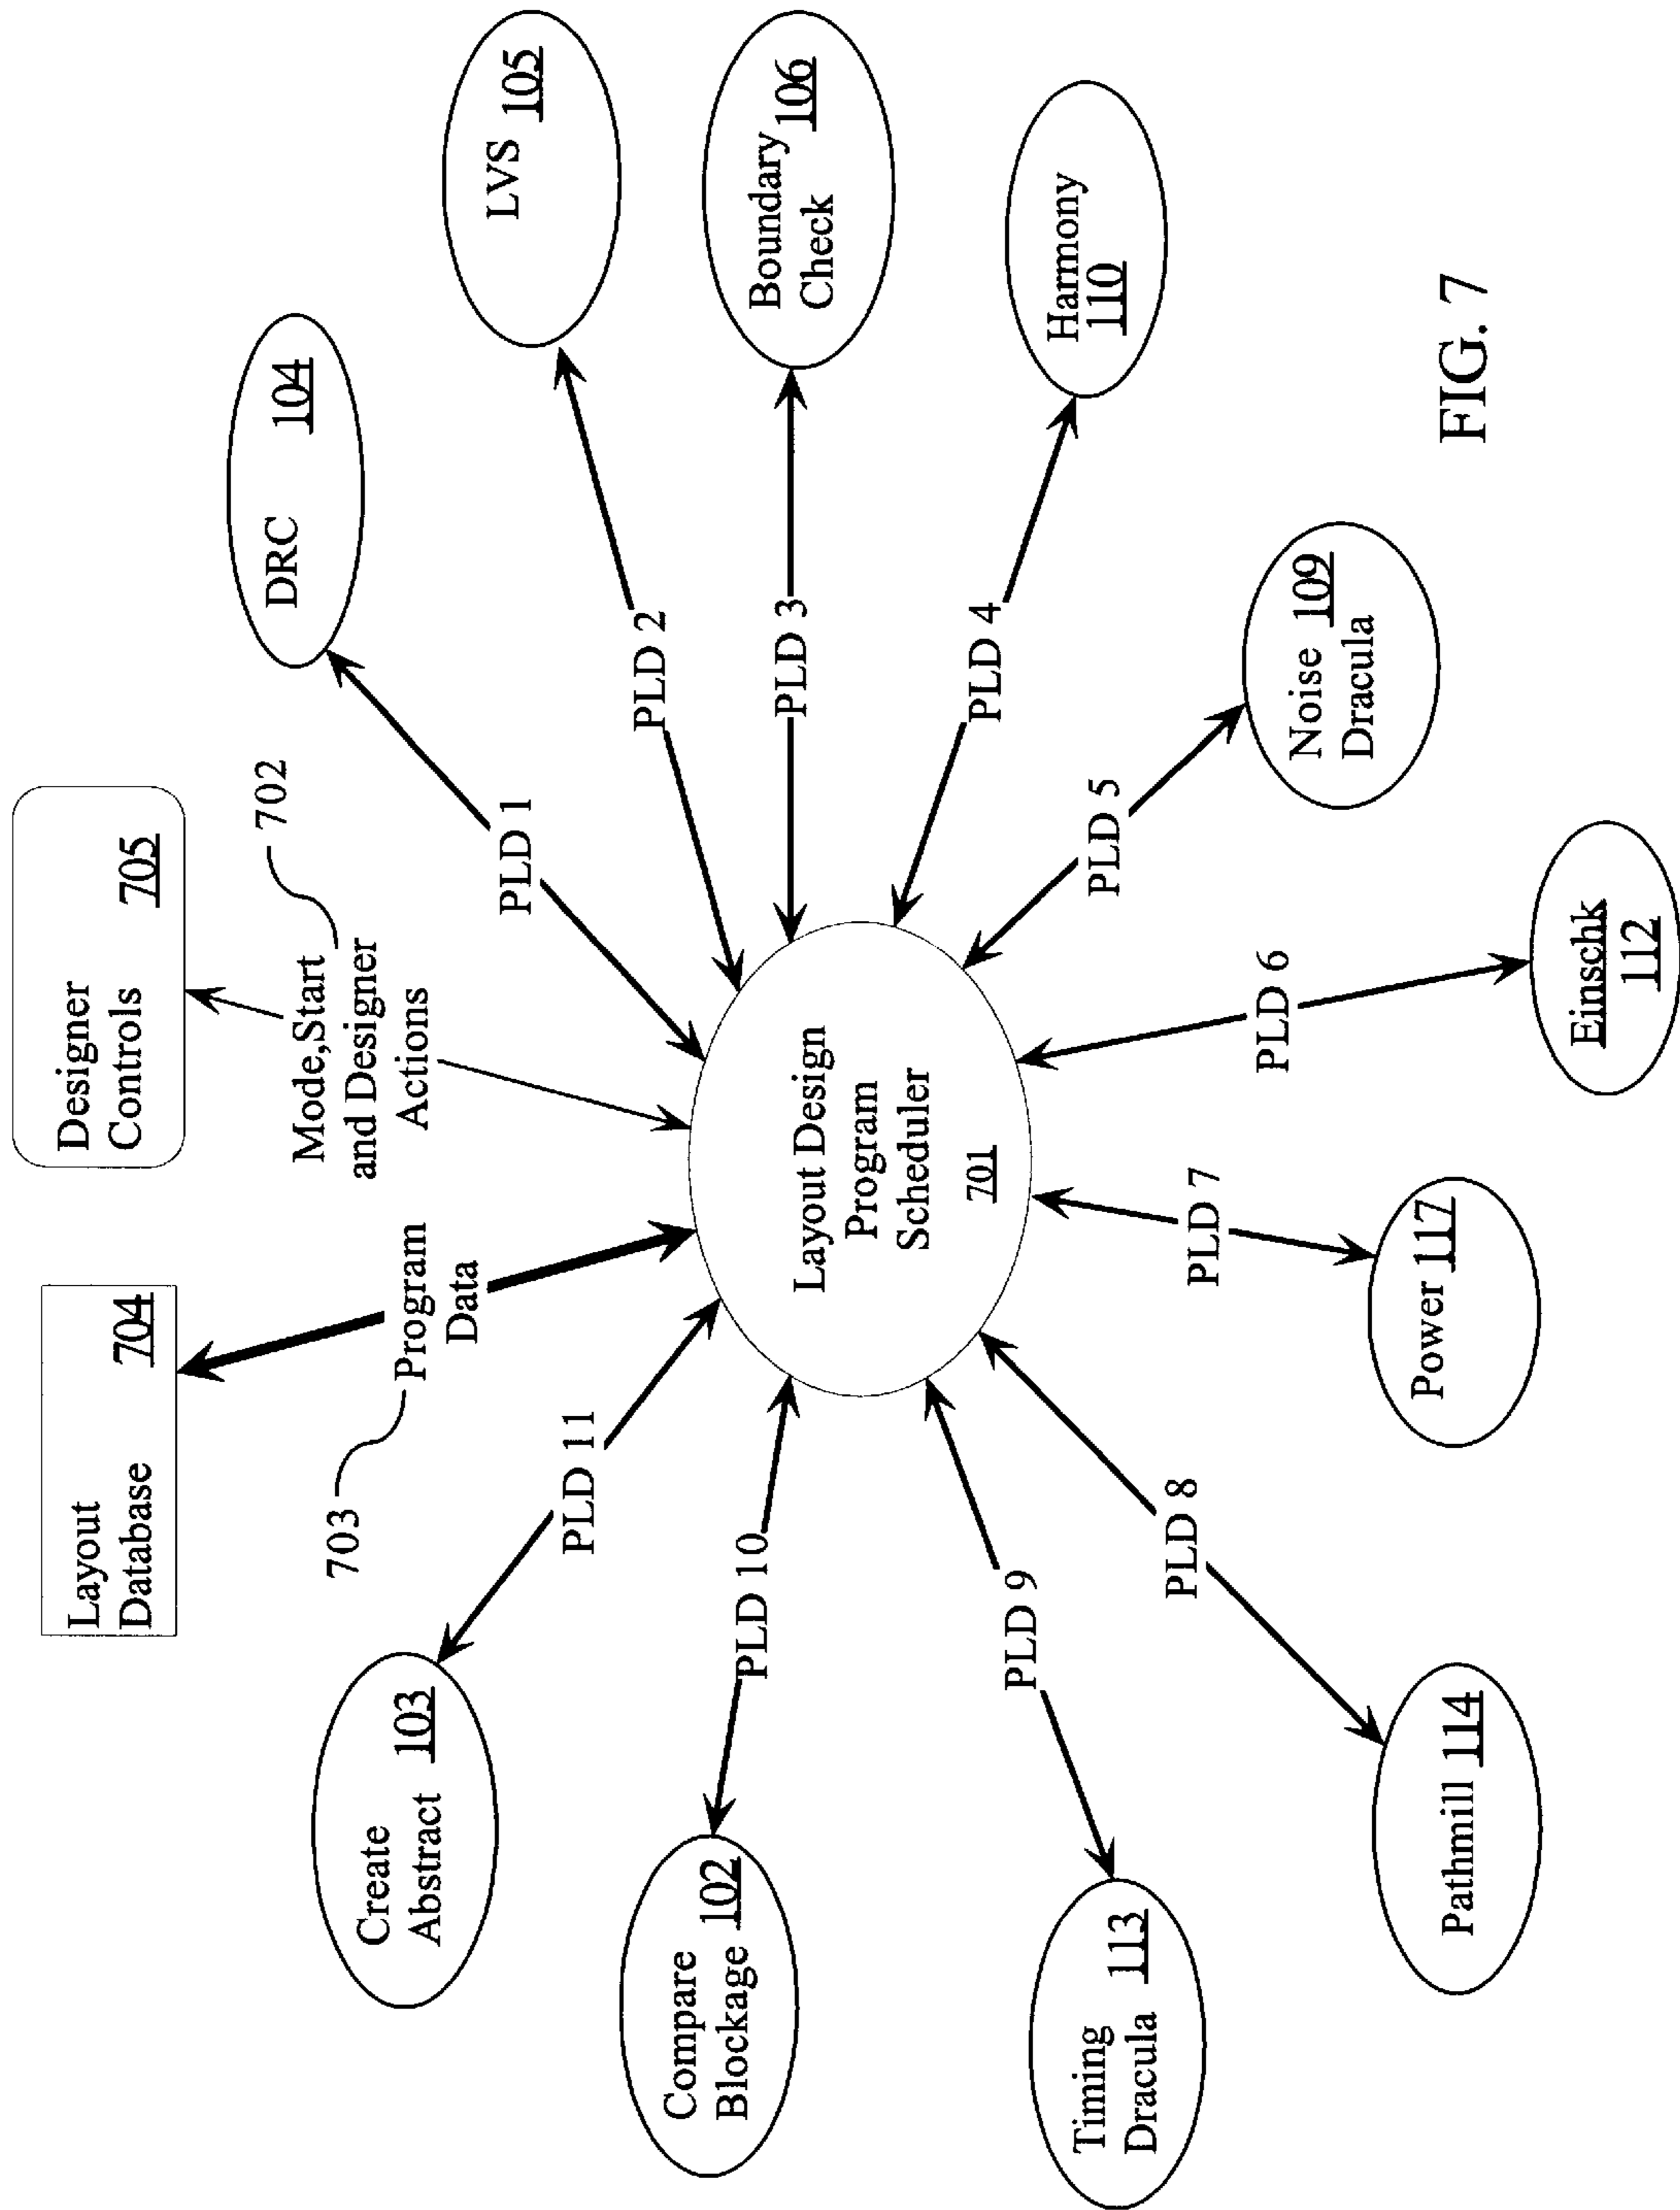 Layout
Database 704
Designer
Controls 705
703
Program
Data
Mode,Start
and Designer
Actions
702
Create
Abstract 103
DRC 104
PLD 11
PLD 1
LVS 105
PLD 2
Compare
Blockage 102
PLD 10
Boundary 106
Check
PLD 3
Layout Design
Program
Scheduler
701
Harmony
110
PLD 4
Timing
Dracula 113
PLD 9
PLD 5
Noise 109
Dracula
PLD 8
PLD 7
PLD 6
Pathmill 114
Power 117
Einschk
112
FIG. 7